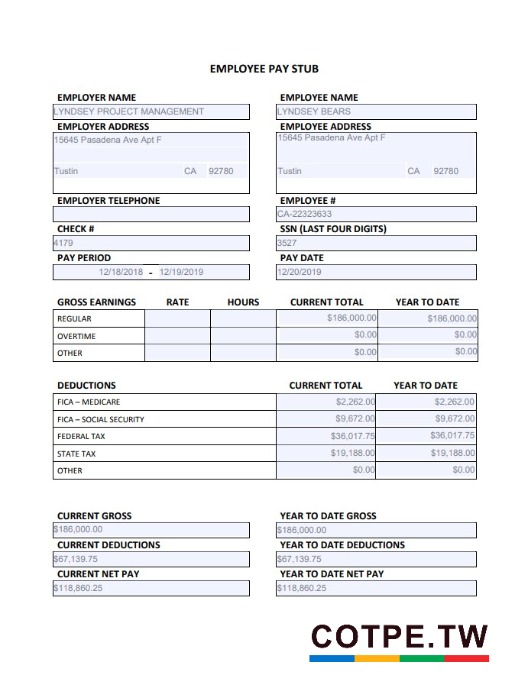 EMPLOYEE PAY STUB
EMPLOYER NAME EMPLOYEE NAME
LYNDSEY PROJECT MANAGEMENT LYNDSEY BEARS
EMPLOYER ADDRESS EMPLOYEE ADDRESS
15645 Pasadena Ave Apt F 15645 Pasadena Ave Apt F
Tustin CA 92780 Tustin CA 92780
EMPLOYER TELEPHONE EMPLOYEE #
CA-22323633
CHECK # SSN (LAST FOUR DIGITS)
4179 3527
PAY PERIOD PAY DATE
12/18/2018 - 12/19/2019 12/20/2019
GROSS EARNINGS RATE HOURS CURRENT TOTAL YEAR TO DATE
REGULAR $186,000.00 $186,000.00
OVERTIME $0.00 $0.00
OTHER $0.00 $0.00
DEDUCTIONS CURRENT TOTAL YEAR TO DATE
FICA – MEDICARE $2,262.00 $2,262.00
FICA – SOCIAL SECURITY $9,672.00 $9,672.00
FEDERAL TAX $36,017.75 $36,017.75
STATE TAX $19,188.00 $19,188.00
OTHER $0.00 $0.00
CURRENT GROSS YEAR TO DATE GROSS
$186,000.00 $186,000.00
CURRENT DEDUCTIONS YEAR TO DATE DEDUCTIONS
$67,139.75 $67,139.75
CURRENT NET PAY YEAR TO DATE NET PAY
$118,860.25 $118,860.25
COTPE.TW